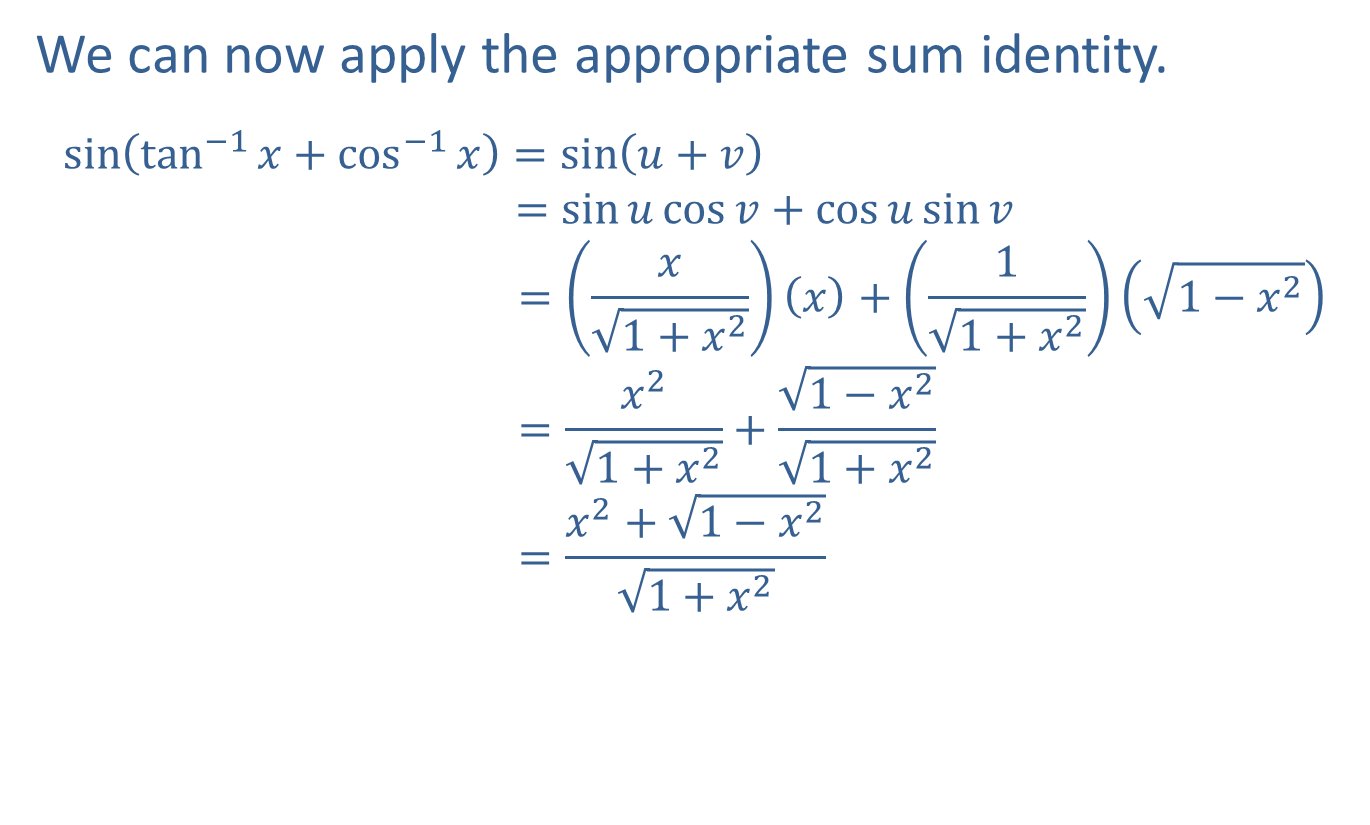 We can now apply the appropriate sum identity.
sin(tan⁻¹ x + cos⁻¹ x) = sin(u + v)
= sin u cos v + cos u sin v
= (x/√(1 + x²))(x) + (1/√(1 + x²))(√(1 − x²))
= x²/√(1 + x²) + √(1 − x²)/√(1 + x²)
= (x² + √(1 − x²))/√(1 + x²)